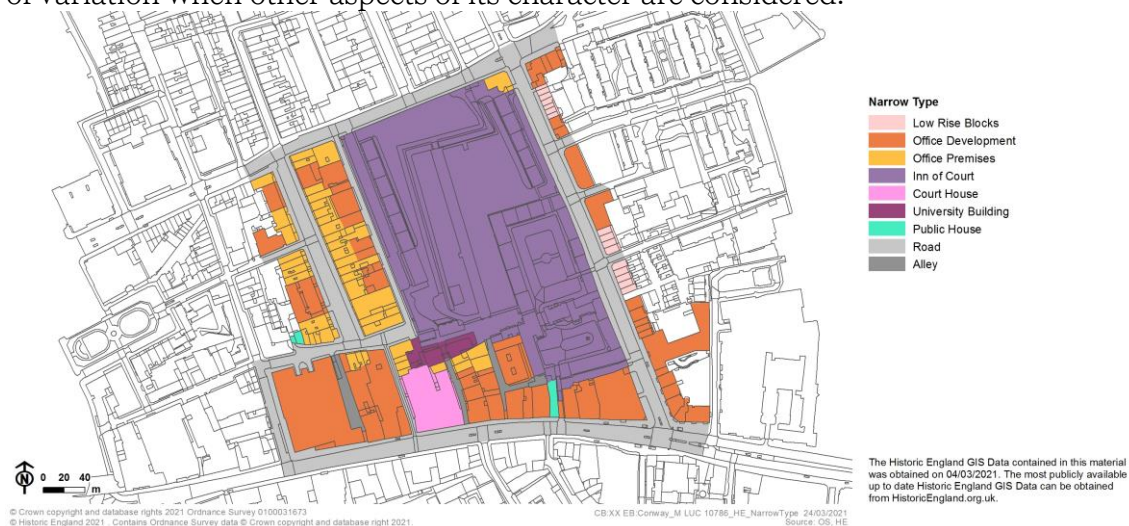 of variation when other aspects of its character are considered.
Narrow Type
Low Rise Blocks
Office Development
Office Premises
Inn of Court
Court House
University Building
Public House
Road
Alley
N
0 20 40
m
The Historic England GIS Data contained in this material
was obtained on 04/03/2021. The most publicly available
up to date Historic England GIS Data can be obtained
from HistoricEngland.org.uk.
© Crown copyright and database rights 2021 Ordnance Survey 0100031673
© Historic England 2021 . Contains Ordnance Survey data © Crown copyright and database right 2021.
CB:XX EB:Conway_M LUC 10786_HE_NarrowType 24/03/2021
Source: OS, HE